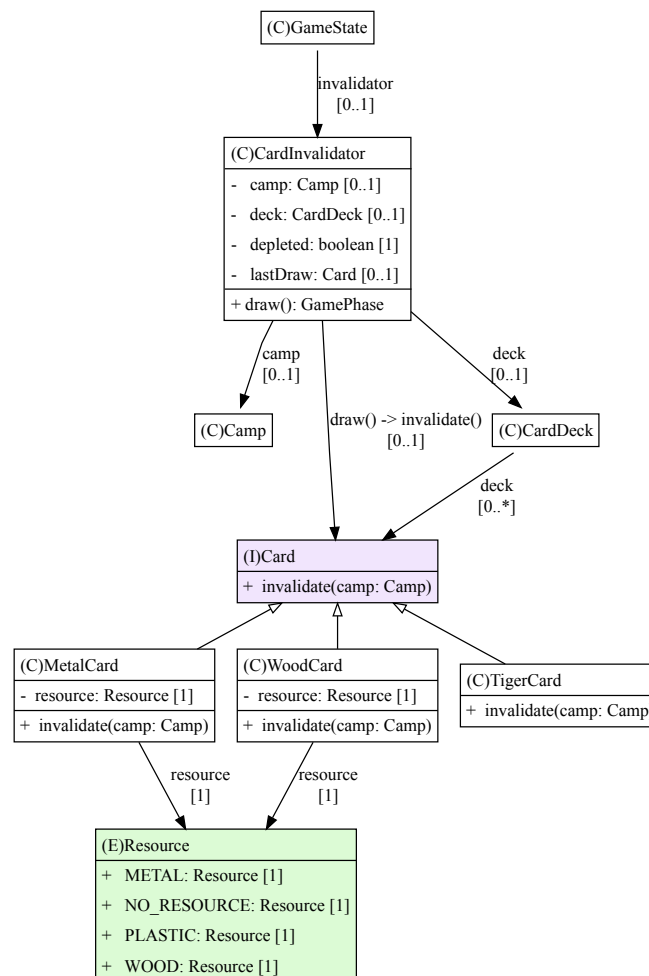 (C)GameState
invalidator
[0..1]
(C)CardInvalidator
- camp: Camp [0..1]
- deck: CardDeck [0..1]
- depleted: boolean [1]
- lastDraw: Card [0..1]
+ draw(): GamePhase
camp
[0..1]
deck
[0..1]
draw() -> invalidate()
[0..1]
(C)Camp
(C)CardDeck
deck
[0..*]
(I)Card
+ invalidate(camp: Camp)
(C)MetalCard
- resource: Resource [1]
+ invalidate(camp: Camp)
(C)WoodCard
- resource: Resource [1]
+ invalidate(camp: Camp)
(C)TigerCard
+ invalidate(camp: Camp
resource
[1]
resource
[1]
(E)Resource
+ METAL: Resource [1]
+ NO_RESOURCE: Resource [1]
+ PLASTIC: Resource [1]
+ WOOD: Resource [1]